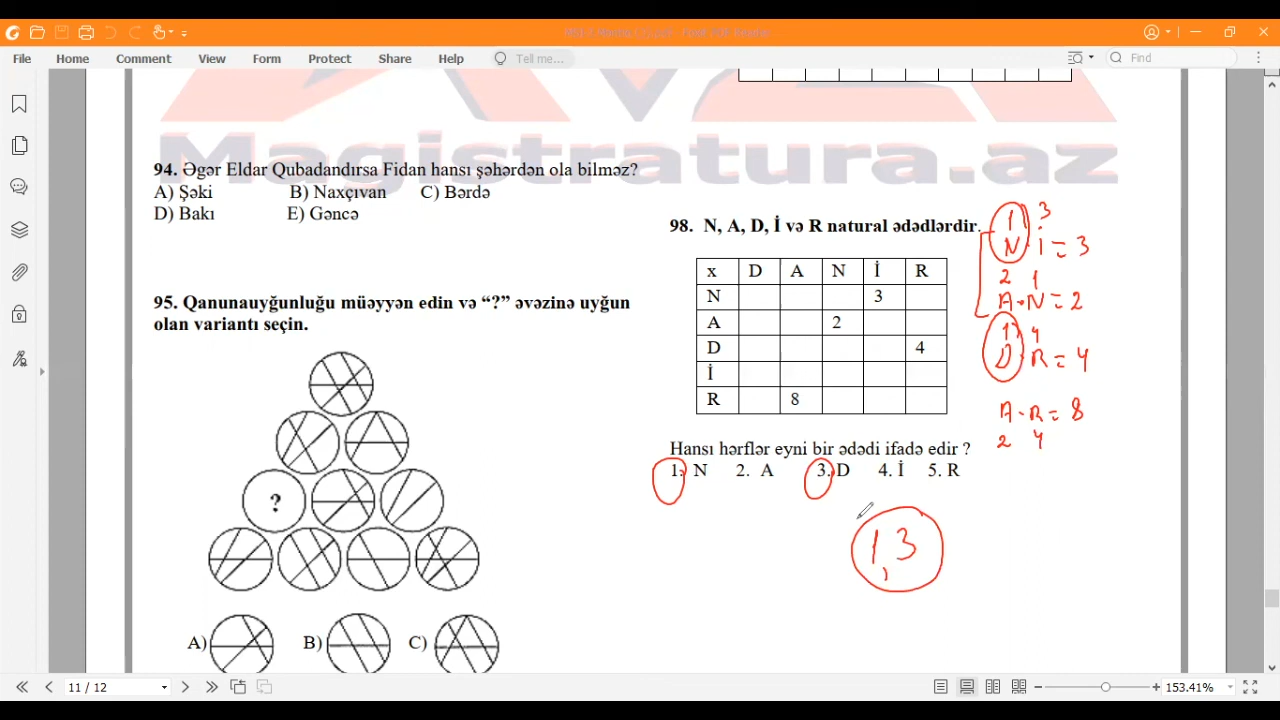 File Home Comment View Form Protect Share Help Tell me... Find
Magistratura.az
94. Əgər Eldar Qubadandırsa Fidan hansı şəhərdən ola bilməz?
A) Şəki B) Naxçıvan C) Bərdə
D) Bakı E) Gəncə
95. Qanunauyğunluğu müəyyən edin və “?” əvəzinə uyğun
olan variantı seçin.
?
A) B) C)
98. N, A, D, İ və R natural ədədlərdir.
x D A N İ R
N 3
A 2
D 4
İ
R 8
Hansı hərflər eyni bir ədədi ifadə edir ?
1. N 2. A 3. D 4. İ 5. R
1 3
N · İ = 3
2 1
A · N = 2
1 4
D · R = 4
A · R = 8
2 4
1, 3
11 / 12 153.41%